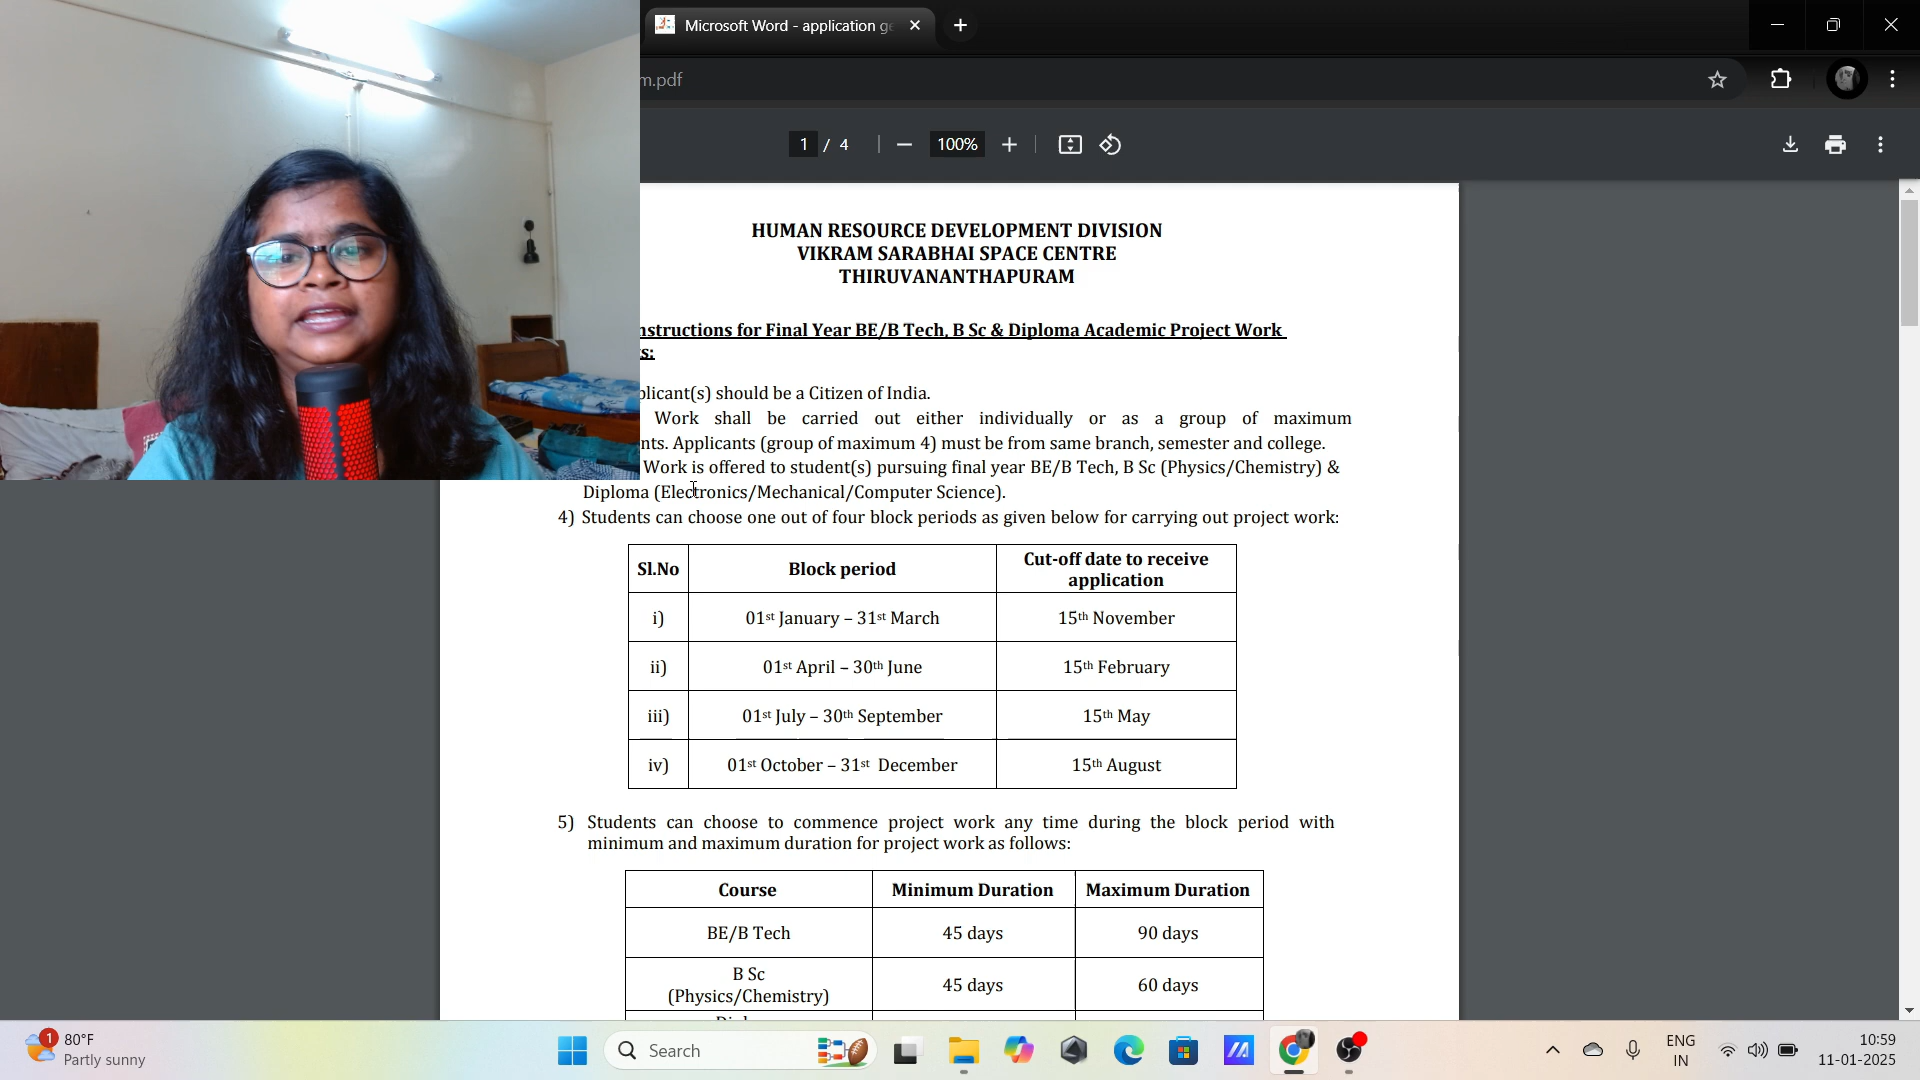 Microsoft Word - application ge
m.pdf
1 / 4
100%
HUMAN RESOURCE DEVELOPMENT DIVISION
VIKRAM SARABHAI SPACE CENTRE
THIRUVANANTHAPURAM
nstructions for Final Year BE/B Tech, B Sc & Diploma Academic Project Work
s:
plicant(s) should be a Citizen of India.
Work shall be carried out either individually or as a group of maximum
nts. Applicants (group of maximum 4) must be from same branch, semester and college.
Work is offered to student(s) pursuing final year BE/B Tech, B Sc (Physics/Chemistry) &
Diploma (Electronics/Mechanical/Computer Science).
4) Students can choose one out of four block periods as given below for carrying out project work:
Sl.No Block period Cut-off date to receive application
i) 01st January – 31st March 15th November
ii) 01st April – 30th June 15th February
iii) 01st July – 30th September 15th May
iv) 01st October – 31st December 15th August
5) Students can choose to commence project work any time during the block period with
minimum and maximum duration for project work as follows:
Course Minimum Duration Maximum Duration
BE/B Tech 45 days 90 days
B Sc
(Physics/Chemistry) 45 days 60 days
1
80°F
Partly sunny
Search
ENG
IN
10:59
11-01-2025